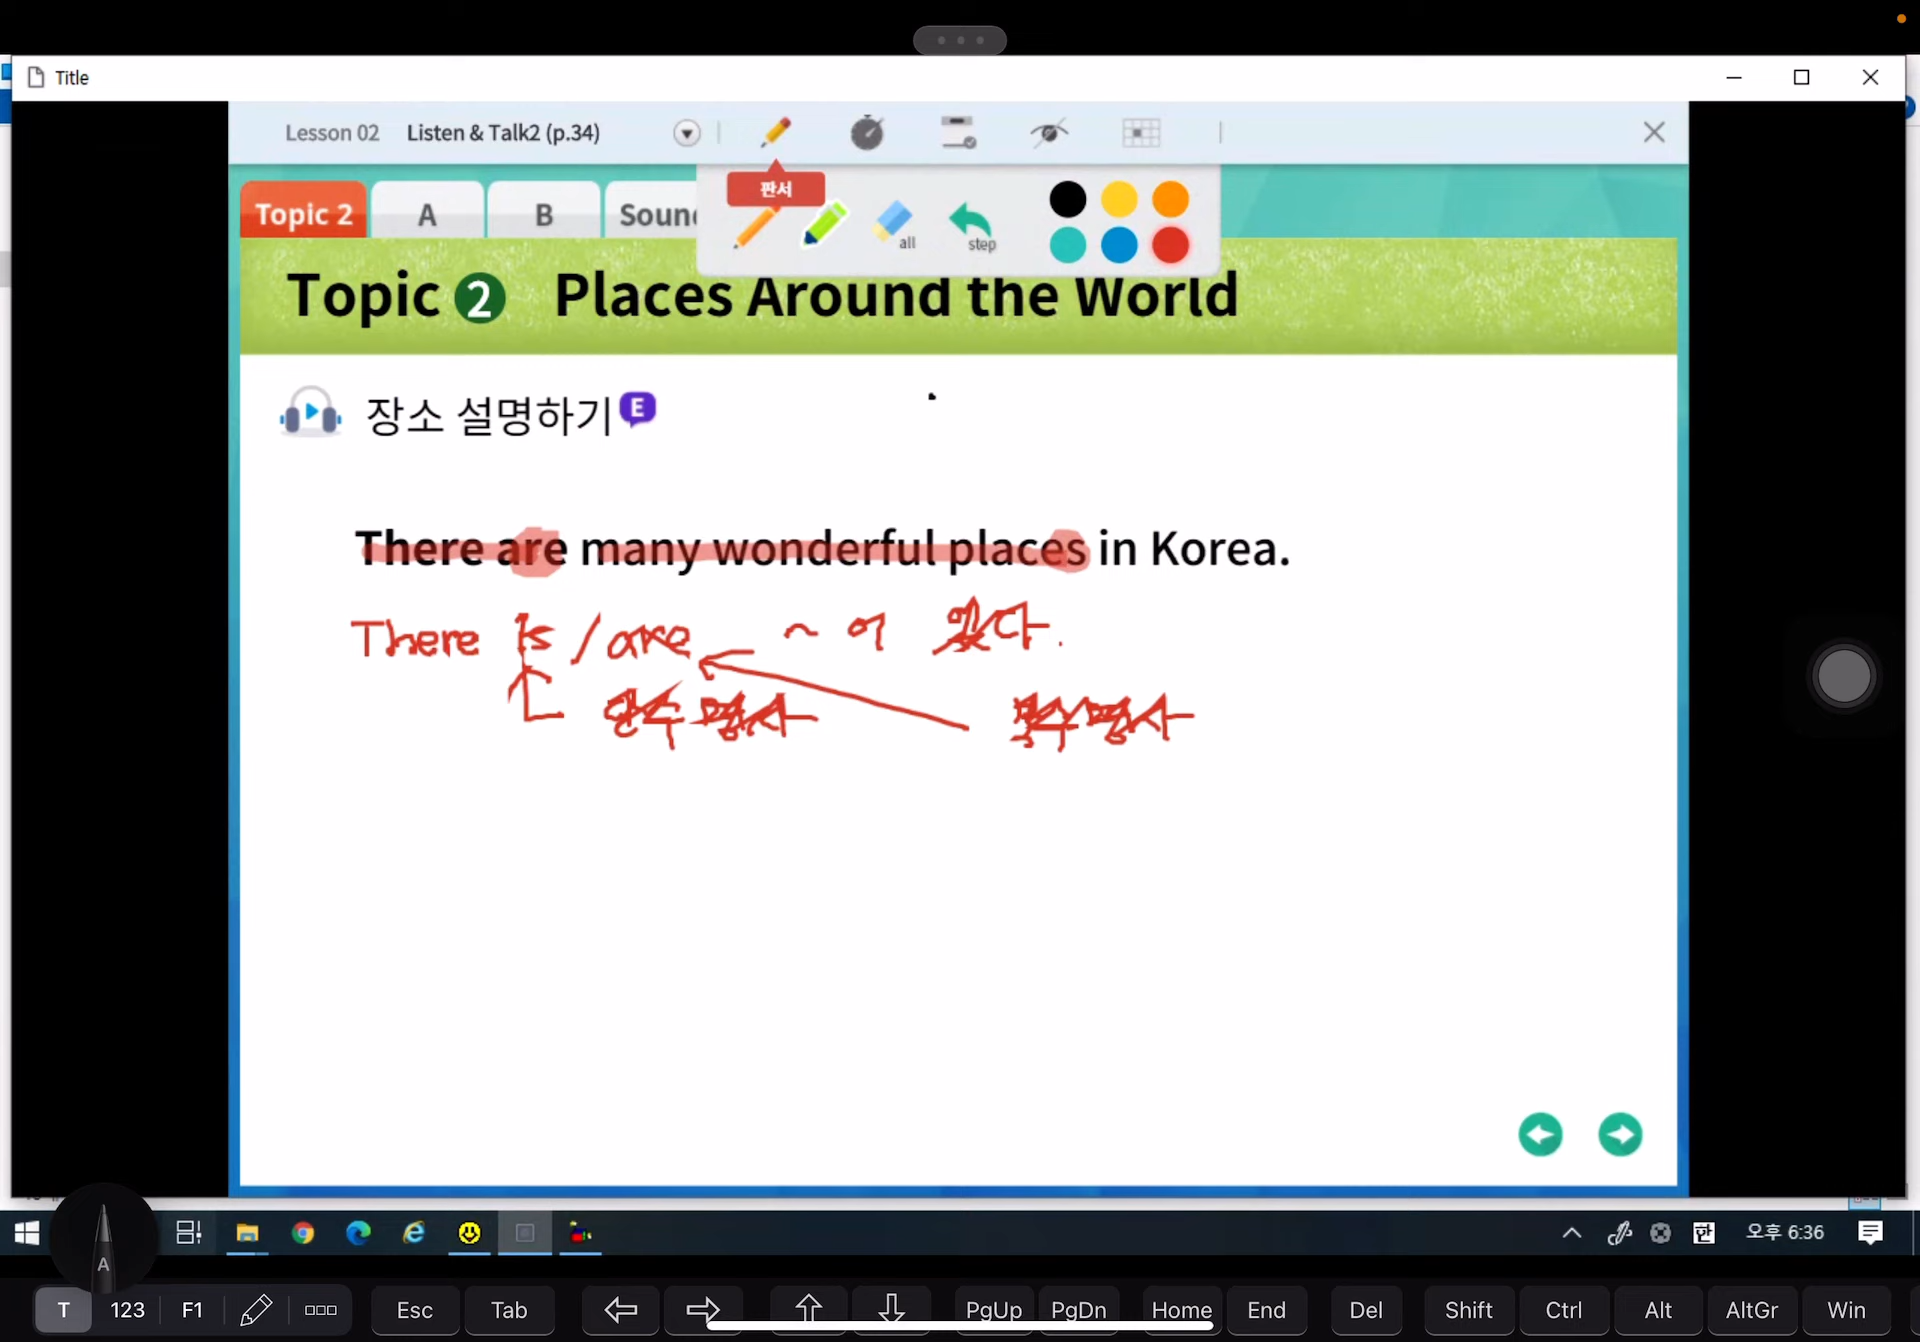 Title
Lesson 02 Listen & Talk2 (p.34)
판서
all
step
Topic 2 A B Soun
Topic 2 Places Around the World
장소 설명하기 E
There are many wonderful places in Korea.
There is / are ~ 이 있다.
단수명사 복수명사
오후 6:36
한
A
T 123 F1 Esc Tab PgUp PgDn Home End Del Shift Ctrl Alt AltGr Win